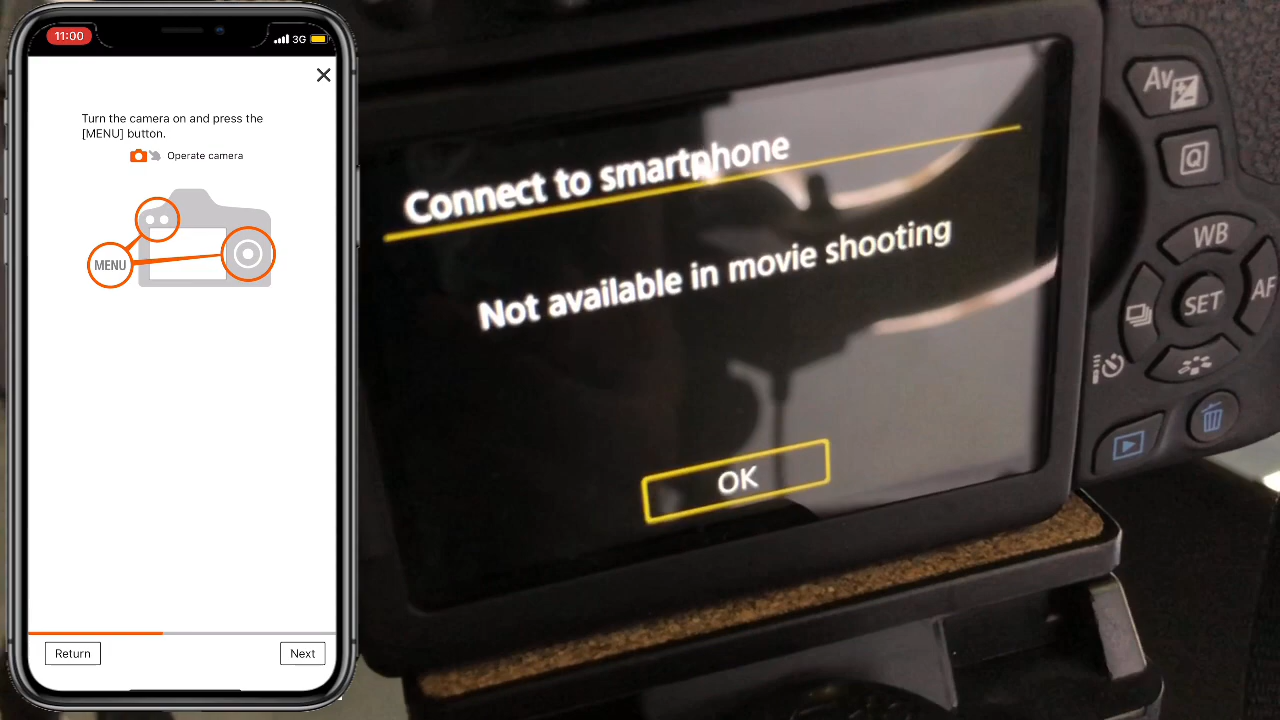 11:00
3G
Turn the camera on and press the
[MENU] button.
Operate camera
MENU
Return
Next
Connect to smartphone
Not available in movie shooting
OK
Av
Q
WB
SET
AF